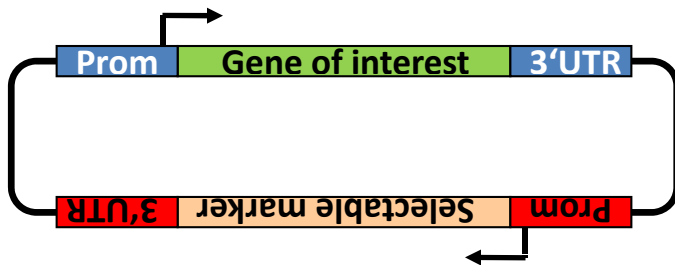 Prom Gene of interest 3‘UTR
3‘UTR Selectable marker Prom